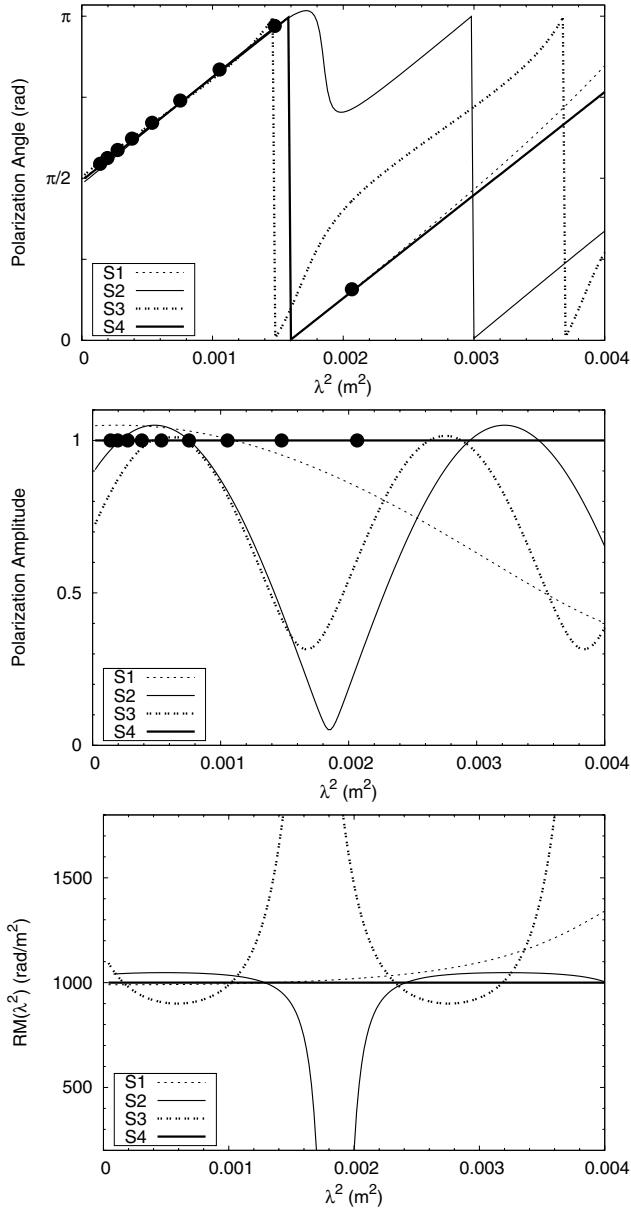 π
π/2
0
Polarization Angle (rad)
S1
S2
S3
S4
0 0.001 0.002 0.003 0.004
λ² (m²)
1
0.5
0
Polarization Amplitude
S1
S2
S3
S4
0 0.001 0.002 0.003 0.004
λ² (m²)
1500
1000
500
RM(λ²) (rad/m²)
S1
S2
S3
S4
0 0.001 0.002 0.003 0.004
λ² (m²)